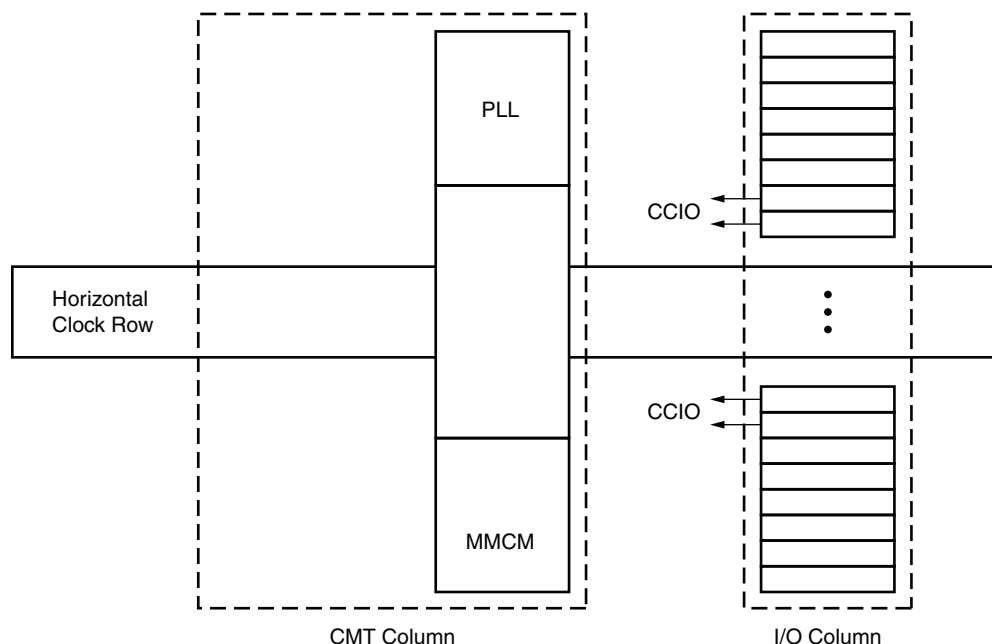 PLL
CCIO
Horizontal
Clock Row
CCIO
MMCM
CMT Column
I/O Column